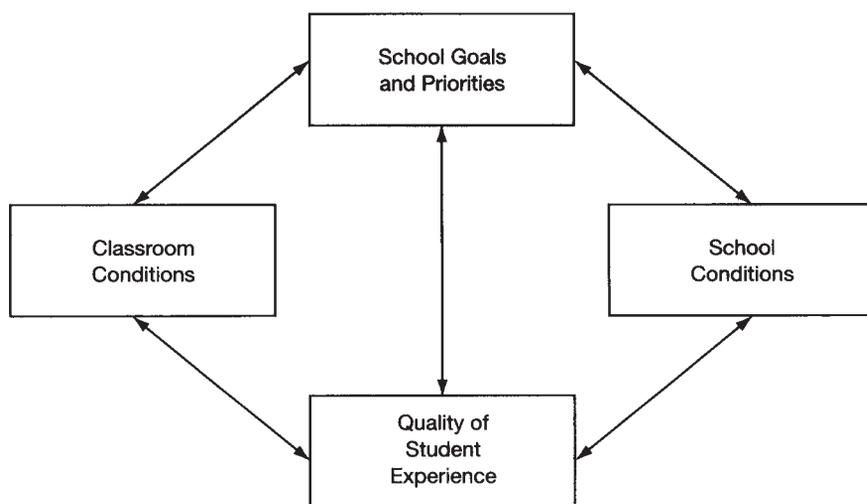 School Goals
and Priorities
Classroom
Conditions
School
Conditions
Quality of
Student
Experience